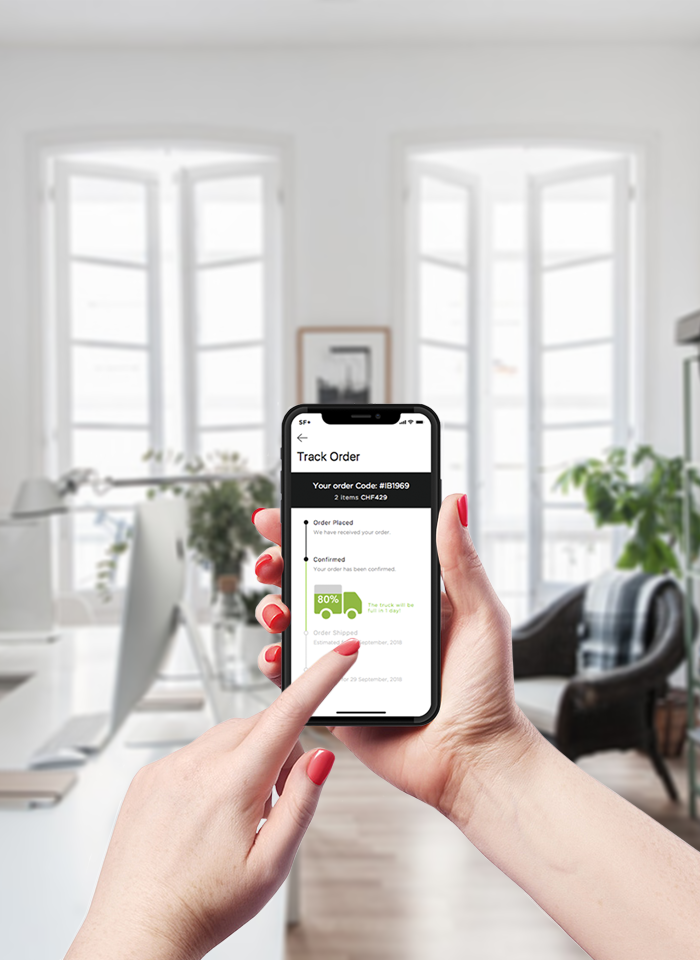 SF+
Track Order
Your order Code: #IB1969
2 items CHF429
Order Placed
We have received your order.
Confirmed
Your order has been confirmed.
80%
The truck will be
full in 1 day!
Order Shipped
Estimated September, 2018
for 29 September, 2018